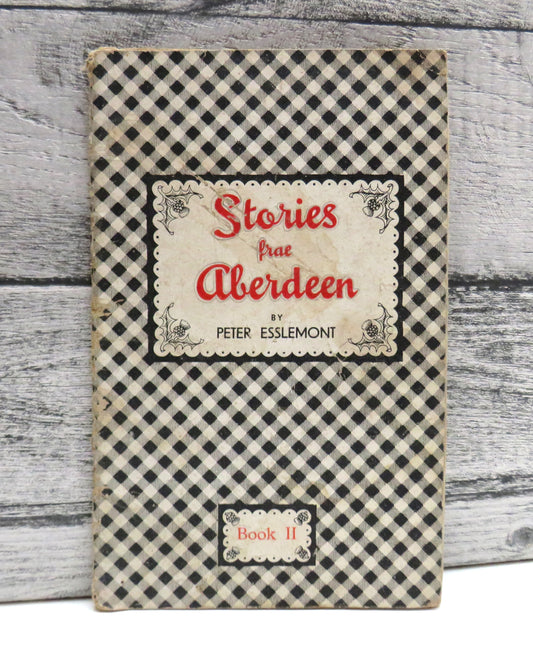 Stories
frae
Aberdeen
BY
PETER ESSLEMONT
Book II